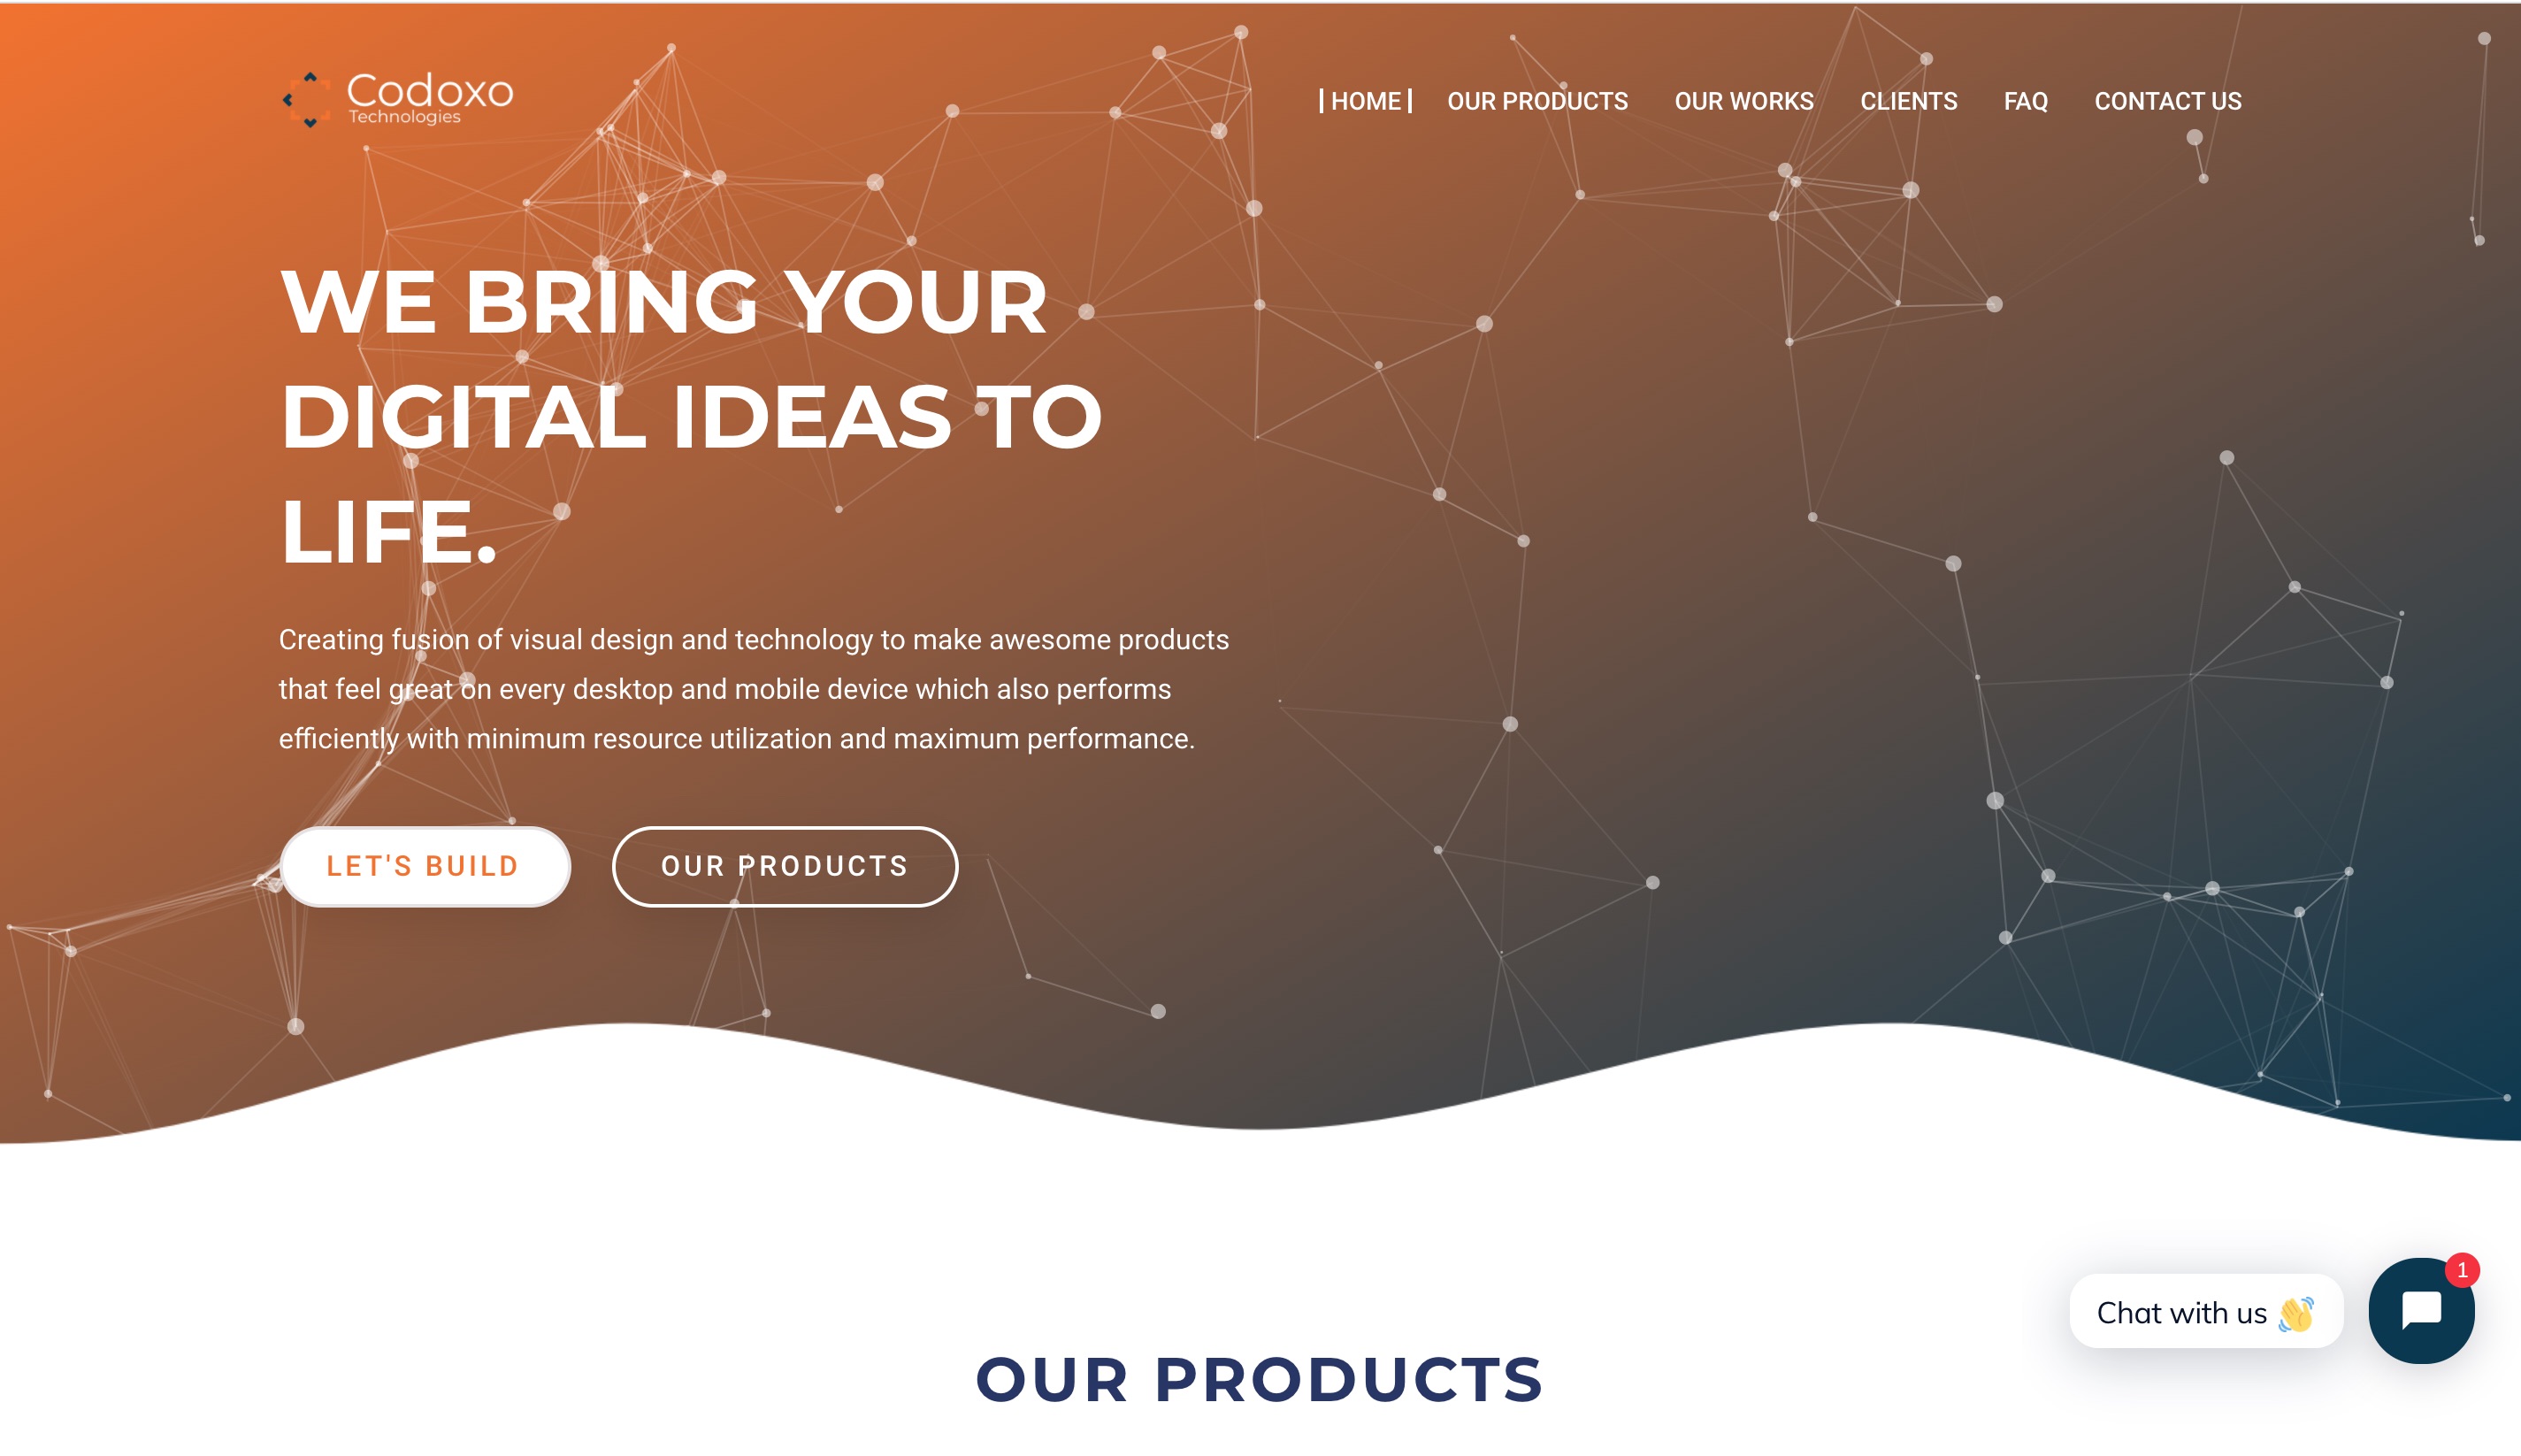 Codoxo
Technologies
HOME
OUR PRODUCTS
OUR WORKS
CLIENTS
FAQ
CONTACT US
WE BRING YOUR
DIGITAL IDEAS TO
LIFE.
Creating fusion of visual design and technology to make awesome products
that feel great on every desktop and mobile device which also performs
efficiently with minimum resource utilization and maximum performance.
LET'S BUILD
OUR PRODUCTS
1
Chat with us 👋
OUR PRODUCTS